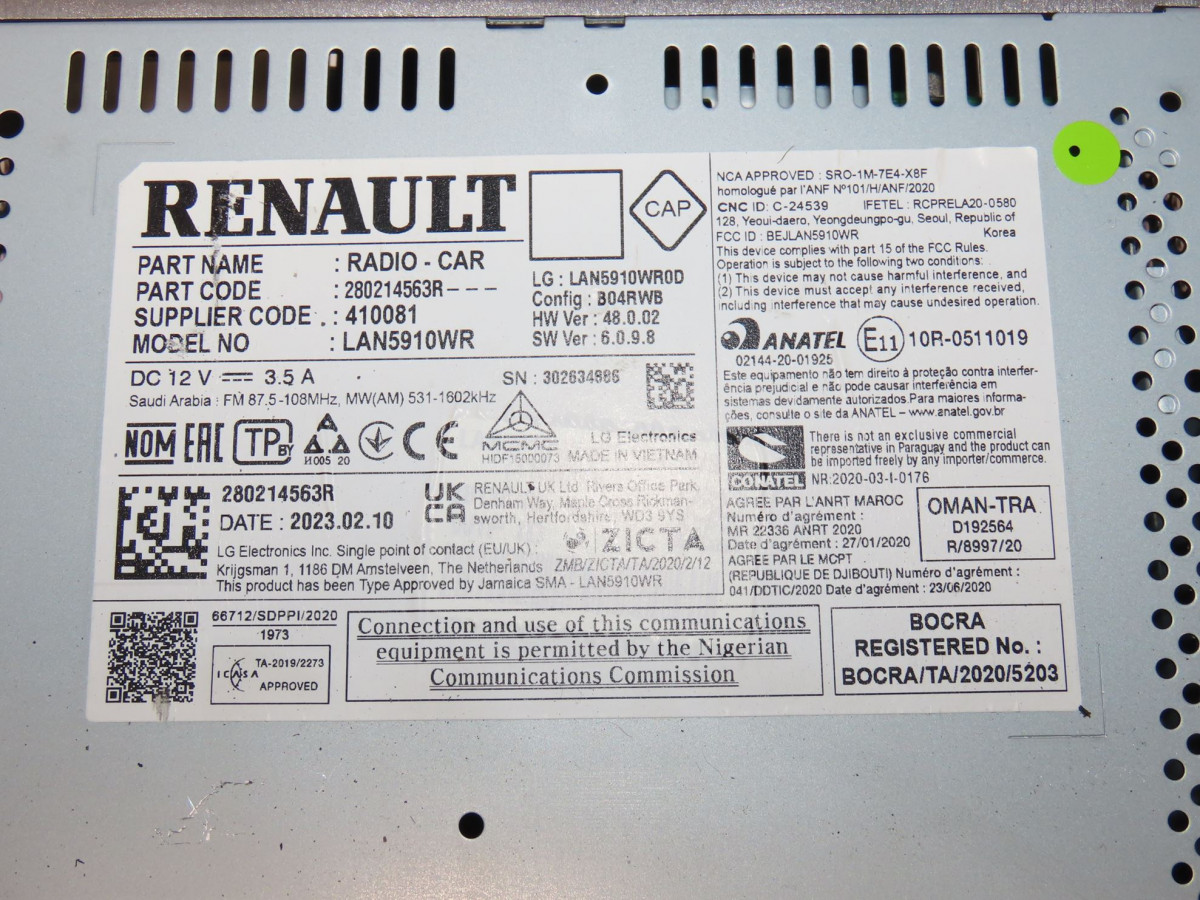 RENAULT
CAP
PART NAME : RADIO - CAR
PART CODE : 280214563R---
SUPPLIER CODE . : 410081
MODEL NO : LAN5910WR
LG : LAN5910WR0D
Config : B04RWB
HW Ver : 48.0.02
SW Ver : 6.0.9.8
DC 12 V 3.5 A
SN : 302634886
Saudi Arabia : FM 87.5-108MHz, MW(AM) 531-1602kHz
NOM EAC TP BY И005 20 CE
MCMC
HIDF15000073
LG Electronics
MADE IN VIETNAM
280214563R
DATE : 2023.02.10
UK CA
RENAULT UK Ltd. Rivers Office Park,
Denham Way, Maple Cross Rickman-
sworth, Hertfordshire, WD3 9YS
ZICTA
ZMB/ZICTA/TA/2020/2/12
LG Electronics Inc. Single point of contact (EU/UK) :
Krijgsman 1, 1186 DM Amstelveen, The Netherlands
This product has been Type Approved by Jamaica SMA - LAN5910WR
NCA APPROVED : SRO-1M-7E4-X8F
homologué par l'ANF Nº101/H/ANF/2020
CNC ID: C-24539 IFETEL : RCPRELA20-0580
128, Yeoui-daero, Yeongdeungpo-gu, Seoul, Republic of
FCC ID : BEJLAN5910WR Korea
This device complies with part 15 of the FCC Rules.
Operation is subject to the following two conditions:
(1) This device may not cause harmful interference, and
(2) This device must accept any interference received,
including interference that may cause undesired operation.
ANATEL
02144-20-01925
E11 10R-0511019
Este equipamento não tem direito à proteção contra interfer-
ência prejudicial e não pode causar interferência em
sistemas devidamente autorizados.Para maiores informa-
ções, consulte o site da ANATEL – www.anatel.gov.br
CONATEL
There is not an exclusive commercial
representative in Paraguay and the product can
be imported freely by any importer/commerce.
NR:2020-03-I-0176
AGREE PAR L'ANRT MAROC
Numéro d'agrément :
MR 22336 ANRT 2020
Date d'agrément : 27/01/2020
AGREE PAR LE MCPT
(REPUBLIQUE DE DJIBOUTI) Numéro d'agrément :
041/DDTIC/2020 Date d'agrément : 23/06/2020
OMAN-TRA
D192564
R/8997/20
66712/SDPPI/2020
1973
ICASA
TA-2019/2273
APPROVED
Connection and use of this communications
equipment is permitted by the Nigerian
Communications Commission
BOCRA
REGISTERED No. :
BOCRA/TA/2020/5203